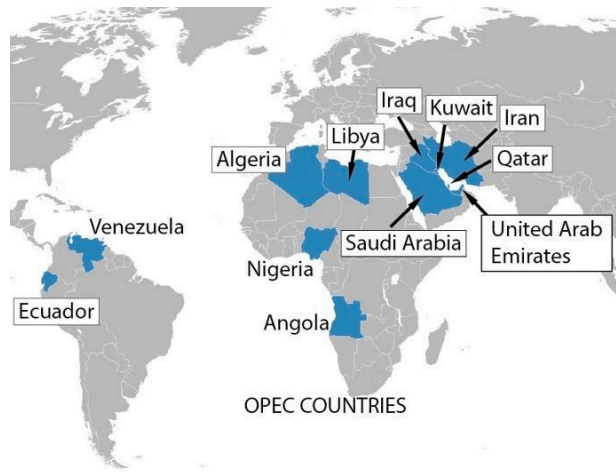 Iraq
Kuwait
Iran
Libya
Algeria
Qatar
Venezuela
Saudi Arabia
United Arab
Emirates
Nigeria
Ecuador
Angola
OPEC COUNTRIES